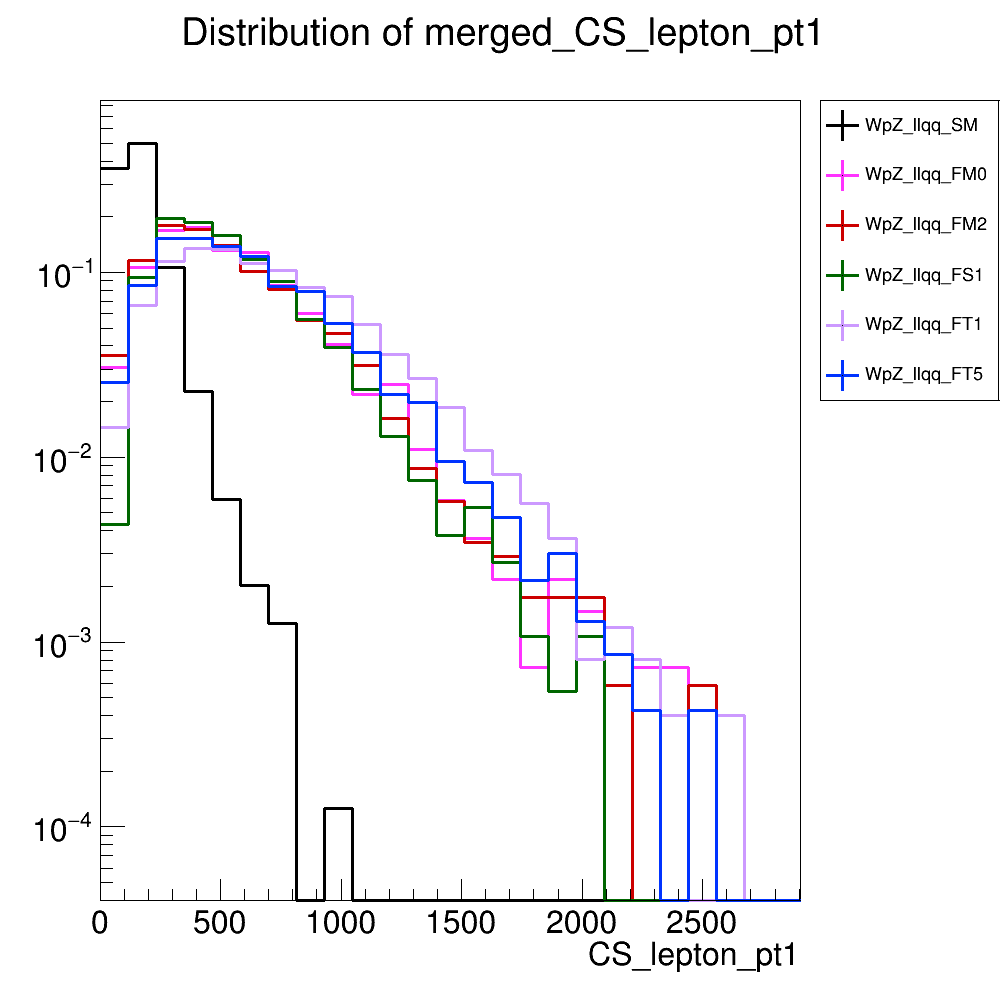 Distribution of merged_CS_lepton_pt1
WpZ_llqq_SM
WpZ_llqq_FM0
WpZ_llqq_FM2
WpZ_llqq_FS1
WpZ_llqq_FT1
WpZ_llqq_FT5
10−1
10−2
10−3
10−4
0 500 1000 1500 2000 2500
CS_lepton_pt1